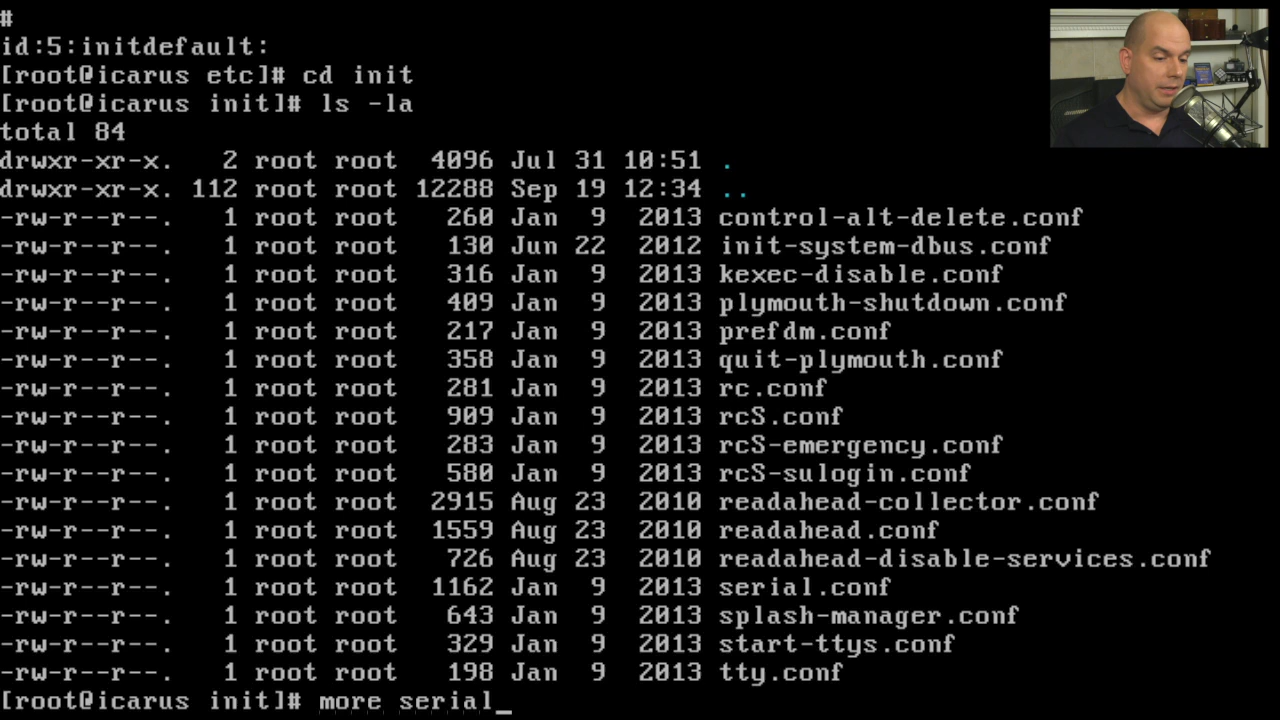 #
id:5:initdefault:
[root@icarus etc]# cd init
[root@icarus init]# ls -la
total 84
drwxr-xr-x.   2 root root  4096 Jul 31 10:51 .
drwxr-xr-x. 112 root root 12288 Sep 19 12:34 ..
-rw-r--r--.   1 root root   260 Jan  9  2013 control-alt-delete.conf
-rw-r--r--.   1 root root   130 Jun 22  2012 init-system-dbus.conf
-rw-r--r--.   1 root root   316 Jan  9  2013 kexec-disable.conf
-rw-r--r--.   1 root root   409 Jan  9  2013 plymouth-shutdown.conf
-rw-r--r--.   1 root root   217 Jan  9  2013 prefdm.conf
-rw-r--r--.   1 root root   358 Jan  9  2013 quit-plymouth.conf
-rw-r--r--.   1 root root   281 Jan  9  2013 rc.conf
-rw-r--r--.   1 root root   909 Jan  9  2013 rcS.conf
-rw-r--r--.   1 root root   283 Jan  9  2013 rcS-emergency.conf
-rw-r--r--.   1 root root   580 Jan  9  2013 rcS-sulogin.conf
-rw-r--r--.   1 root root  2915 Aug 23  2010 readahead-collector.conf
-rw-r--r--.   1 root root  1559 Aug 23  2010 readahead.conf
-rw-r--r--.   1 root root   726 Aug 23  2010 readahead-disable-services.conf
-rw-r--r--.   1 root root  1162 Jan  9  2013 serial.conf
-rw-r--r--.   1 root root   643 Jan  9  2013 splash-manager.conf
-rw-r--r--.   1 root root   329 Jan  9  2013 start-ttys.conf
-rw-r--r--.   1 root root   198 Jan  9  2013 tty.conf
[root@icarus init]# more serial_